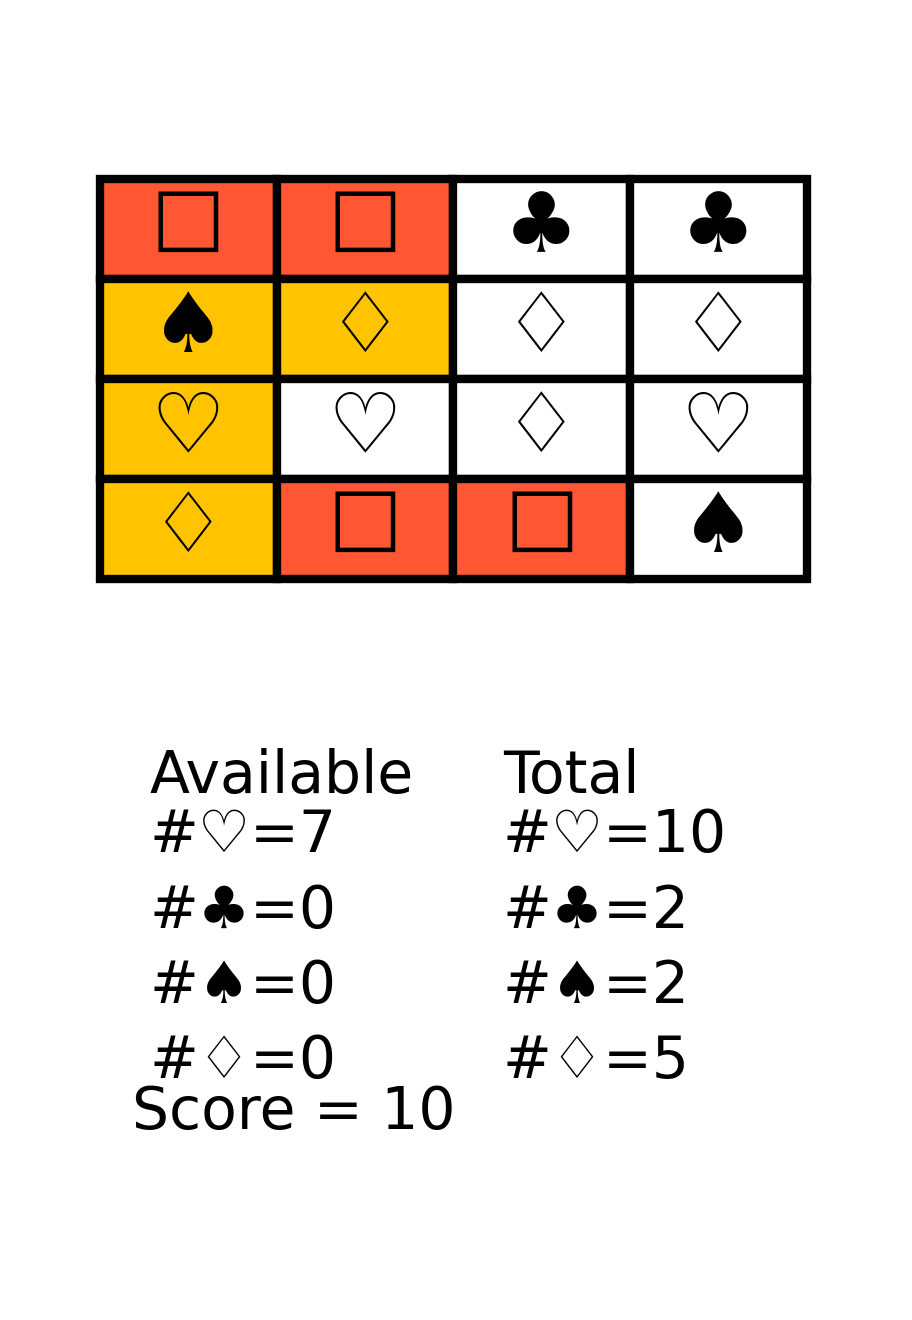 □ □ ♣ ♣
♠ ♢ ♢ ♢
♡ ♡ ♢ ♡
♢ □ □ ♠
Available Total
#♡=7 #♡=10
#♣=0 #♣=2
#♠=0 #♠=2
#♢=0 #♢=5
Score = 10